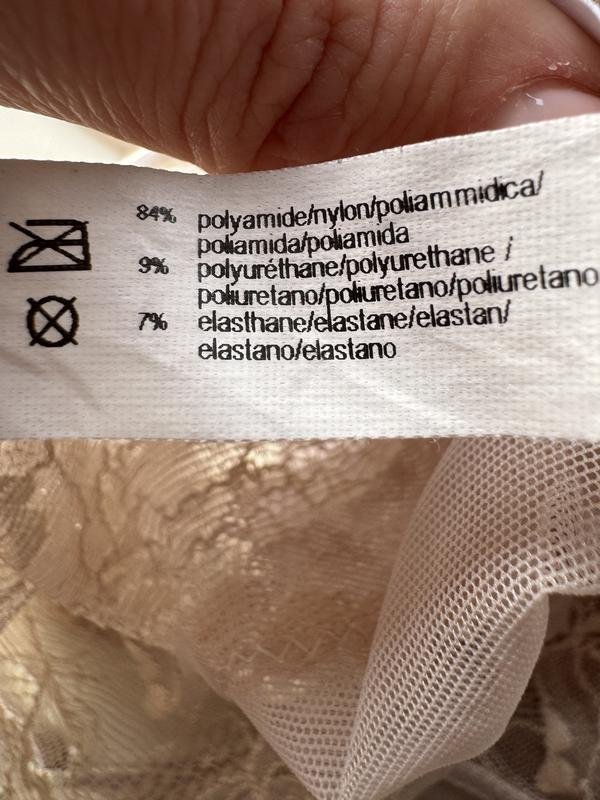 84% polyamide/nylon/poliammidica/
poliamida/poliamida
9% polyuréthane/polyurethane /
poliuretano/poliuretano/poliuretano
7% elasthane/elastane/elastan/
elastano/elastano